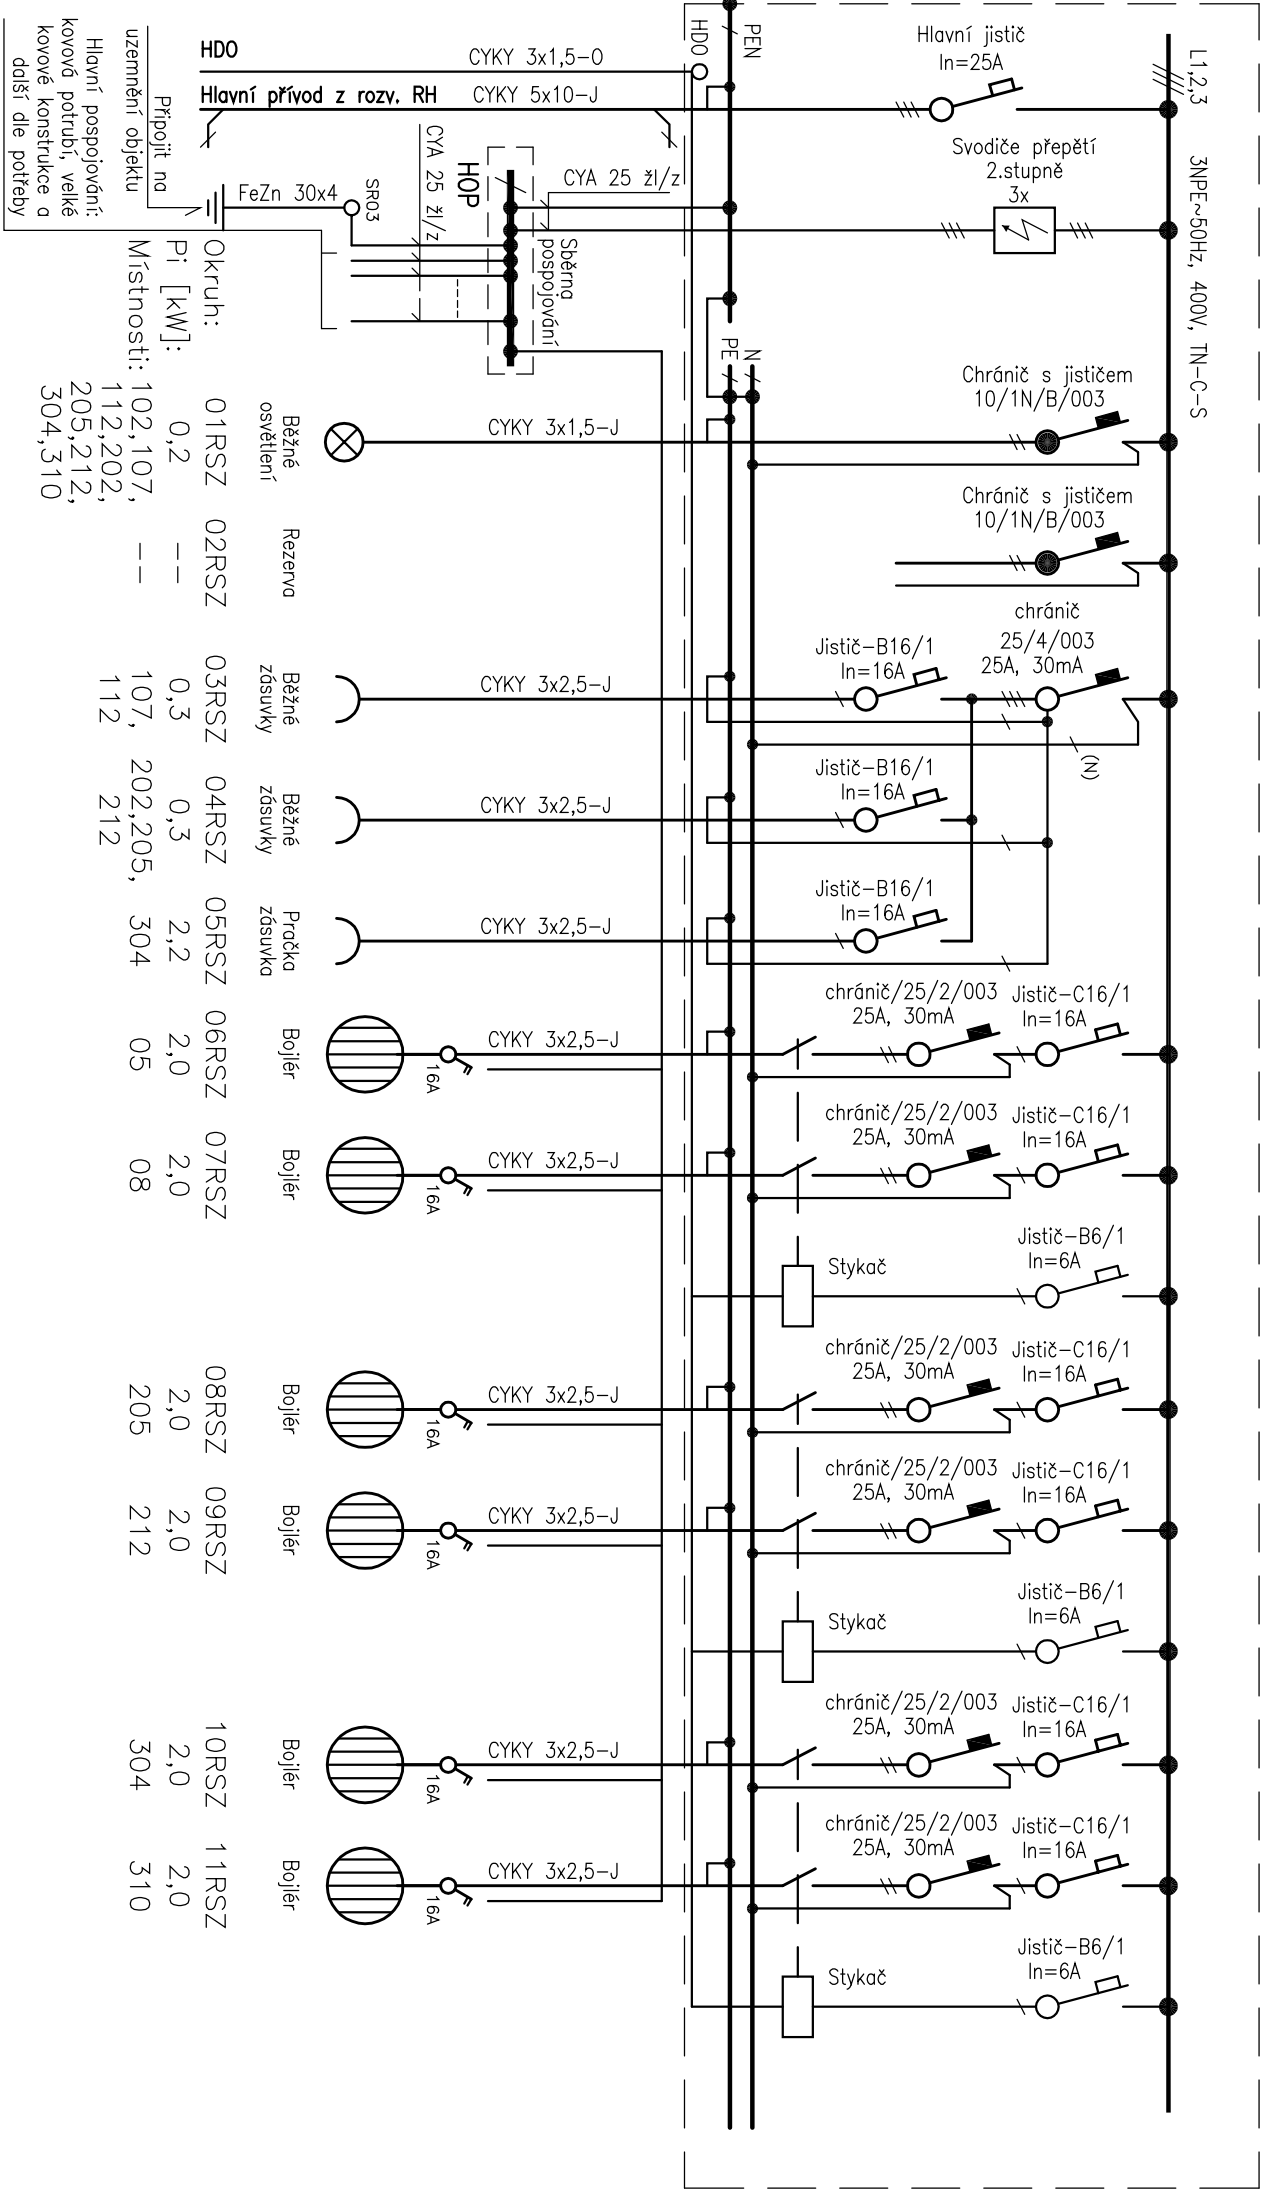 L1,2,3
3NPE~50Hz, 400V, TN-C-S
Hlavní jistič
In=25A
Svodiče přepětí
2.stupně
3x
Chránič s jističem
10/1N/B/003
Chránič s jističem
10/1N/B/003
chránič
25/4/003
25A, 30mA
(N)
Jistič-B16/1
In=16A
Jistič-B16/1
In=16A
Jistič-B16/1
In=16A
chránič/25/2/003
25A, 30mA
Jistič-C16/1
In=16A
chránič/25/2/003
25A, 30mA
Jistič-C16/1
In=16A
Jistič-B6/1
In=6A
Stykač
chránič/25/2/003
25A, 30mA
Jistič-C16/1
In=16A
chránič/25/2/003
25A, 30mA
Jistič-C16/1
In=16A
Jistič-B6/1
In=6A
Stykač
chránič/25/2/003
25A, 30mA
Jistič-C16/1
In=16A
chránič/25/2/003
25A, 30mA
Jistič-C16/1
In=16A
Jistič-B6/1
In=6A
Stykač
PEN
HDO
N
PE
HDO
CYKY 3x1,5-O
Hlavní přívod z rozv. RH
CYKY 5x10-J
CYA 25 žl/z
CYA 25 žl/z
HOP
Sběrna
pospojování
SR03
FeZn 30x4
Připojit na
uzemnění objektu
Hlavní pospojování:
kovová potrubí, velké
kovové konstrukce a
další dle potřeby
CYKY 3x1,5-J
CYKY 3x2,5-J
CYKY 3x2,5-J
CYKY 3x2,5-J
CYKY 3x2,5-J
16A
CYKY 3x2,5-J
16A
CYKY 3x2,5-J
16A
CYKY 3x2,5-J
16A
CYKY 3x2,5-J
16A
CYKY 3x2,5-J
16A
Běžné
osvětlení
Rezerva
Běžné
zásuvky
Běžné
zásuvky
Pračka
zásuvka
Bojlér
Bojlér
Bojlér
Bojlér
Bojlér
Bojlér
Okruh: 01RSZ 02RSZ 03RSZ 04RSZ 05RSZ 06RSZ 07RSZ 08RSZ 09RSZ 10RSZ 11RSZ
Pi [kW]: 0,2 -- 0,3 0,3 2,2 2,0 2,0 2,0 2,0 2,0 2,0
Místnosti: 102,107, -- 107, 202,205, 304 05 08 205 212 304 310
112,202, 112 212
205,212,
304,310